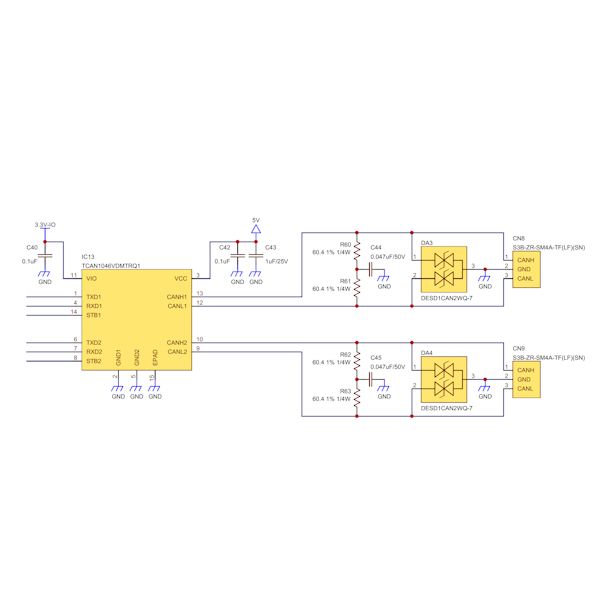 3.3V-IO
C40
0.1uF
GND
5V
C42
0.1uF
GND
C43
1uF/25V
GND
IC13
TCAN1046VDMTRQ1
11 VIO VCC 3
1 TXD1 CANH1 13
4 RXD1 CANL1 12
14 STB1
6 TXD2 CANH2 10
7 RXD2 CANL2 9
8 STB2
GND1 GND2 EPAD
2 5 15
GND GND GND
R60
60.4 1% 1/4W
R61
60.4 1% 1/4W
C44
0.047uF/50V
GND
DA3
1
2
3
DESD1CAN2WQ-7
GND
CN8
S3B-ZR-SM4A-TF(LF)(SN)
1 CANH
2 GND
3 CANL
R62
60.4 1% 1/4W
R63
60.4 1% 1/4W
C45
0.047uF/50V
GND
DA4
1
2
3
DESD1CAN2WQ-7
GND
CN9
S3B-ZR-SM4A-TF(LF)(SN)
1 CANH
2 GND
3 CANL